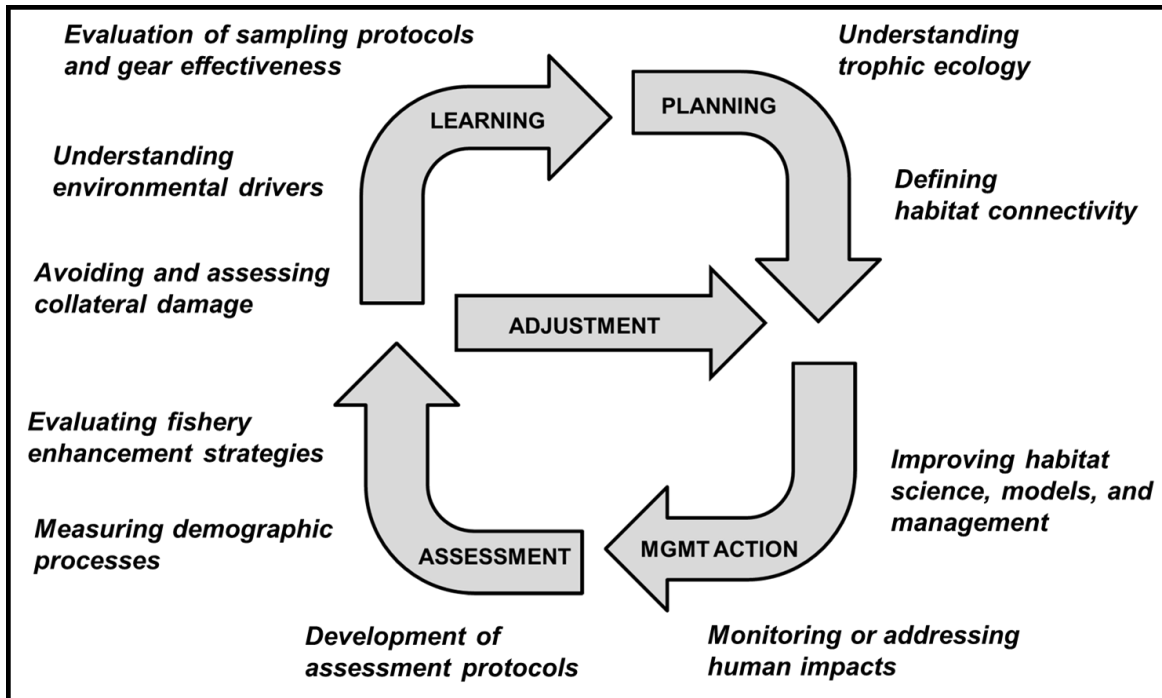 Evaluation of sampling protocols
and gear effectiveness
Understanding
trophic ecology
LEARNING
PLANNING
Understanding
environmental drivers
Defining
habitat connectivity
Avoiding and assessing
collateral damage
ADJUSTMENT
Evaluating fishery
enhancement strategies
Improving habitat
science, models, and
management
Measuring demographic
processes
ASSESSMENT
MGMT ACTION
Development of
assessment protocols
Monitoring or addressing
human impacts